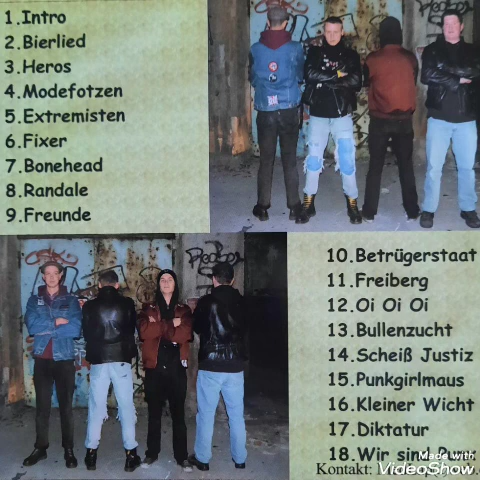 1.Intro
2.Bierlied
3.Heros
4.Modefotzen
5.Extremisten
6.Fixer
7.Bonehead
8.Randale
9.Freunde
10.Betrügerstaat
11.Freiberg
12.Oi Oi Oi
13.Bullenzucht
14.Scheiß Justiz
15.Punkgirlmaus
16.Kleiner Wicht
17.Diktatur
18.Wir sind
Kontakt:
Made with
VideoShow